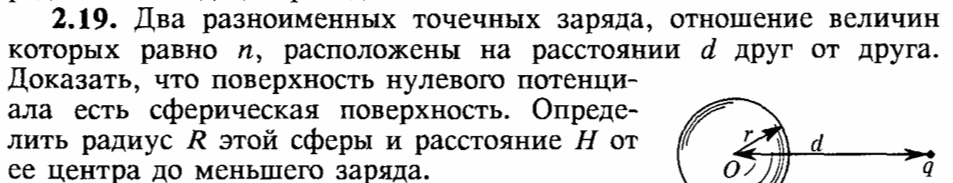 2.19. Два разноименных точечных заряда, отношение величин
которых равно n, расположены на расстоянии d друг от друга.
Доказать, что поверхность нулевого потенци-
ала есть сферическая поверхность. Опреде-
лить радиус R этой сферы и расстояние H от
ее центра до меньшего заряда.
r
d
O
q